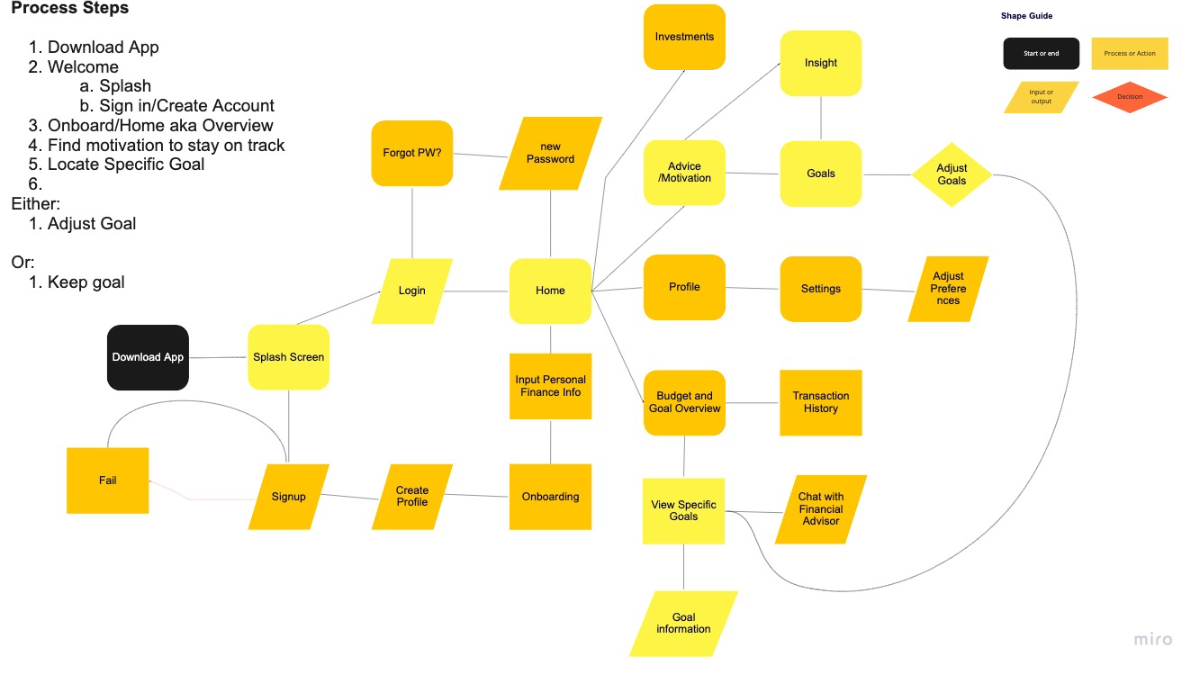 Process Steps
1. Download App
2. Welcome
a. Splash
b. Sign in/Create Account
3. Onboard/Home aka Overview
4. Find motivation to stay on track
5. Locate Specific Goal
6.
Either:
1. Adjust Goal
Or:
1. Keep goal
Shape Guide
Start or end
Process or Action
Input or
output
Decision
Investments
Insight
Forgot PW?
new
Password
Advice
/Motivation
Goals
Adjust
Goals
Login
Home
Profile
Settings
Adjust
Prefere
nces
Download App
Splash Screen
Input Personal
Finance Info
Budget and
Goal Overview
Transaction
History
Fail
Signup
Create
Profile
Onboarding
View Specific
Goals
Chat with
Financial
Advisor
Goal
information
miro